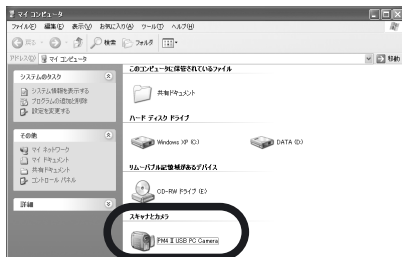 マイ コンピュータ
ファイル(F) 編集(E) 表示(V) お気に入り(A) ツール(T) ヘルプ(H)
戻る 検索 フォルダ
アドレス(D) マイ コンピュータ 移動
システムのタスク
システム情報を表示する
プログラムの追加と削除
設定を変更する
その他
マイ ネットワーク
マイ ドキュメント
共有ドキュメント
コントロール パネル
詳細
このコンピュータに保管されているファイル
共有ドキュメント
ハード ディスク ドライブ
Windows XP (C:)
DATA (D:)
リムーバブル記憶域があるデバイス
CD-RW ドライブ (E:)
スキャナとカメラ
PM4 II USB PC Camera